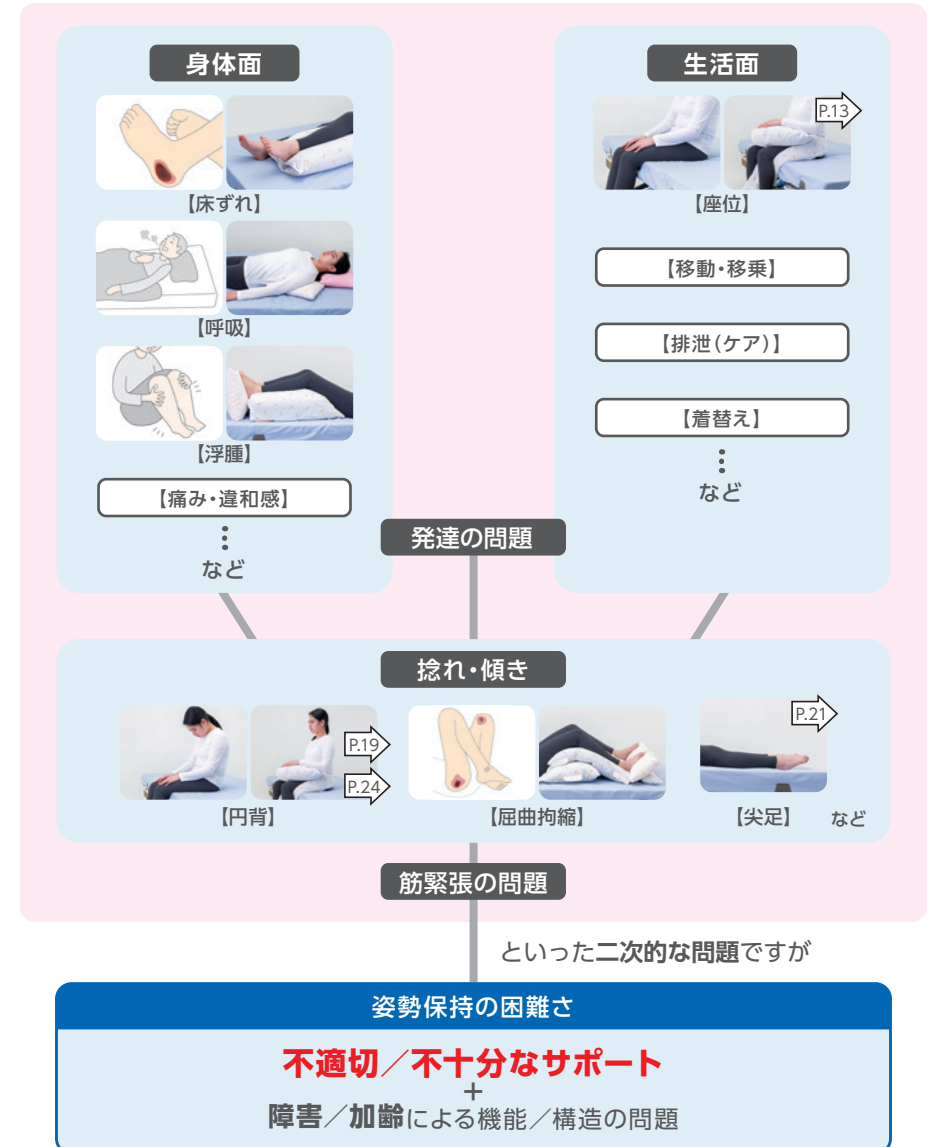 身体面
【床ずれ】
【呼吸】
【浮腫】
【痛み・違和感】
など
生活面
P.13
【座位】
【移動・移乗】
【排泄（ケア）】
【着替え】
など
発達の問題
捻れ・傾き
P.19
P.24
【円背】
【屈曲拘縮】
P.21
【尖足】
など
筋緊張の問題
といった二次的な問題ですが
姿勢保持の困難さ
不適切／不十分なサポート
＋
障害／加齢による機能／構造の問題